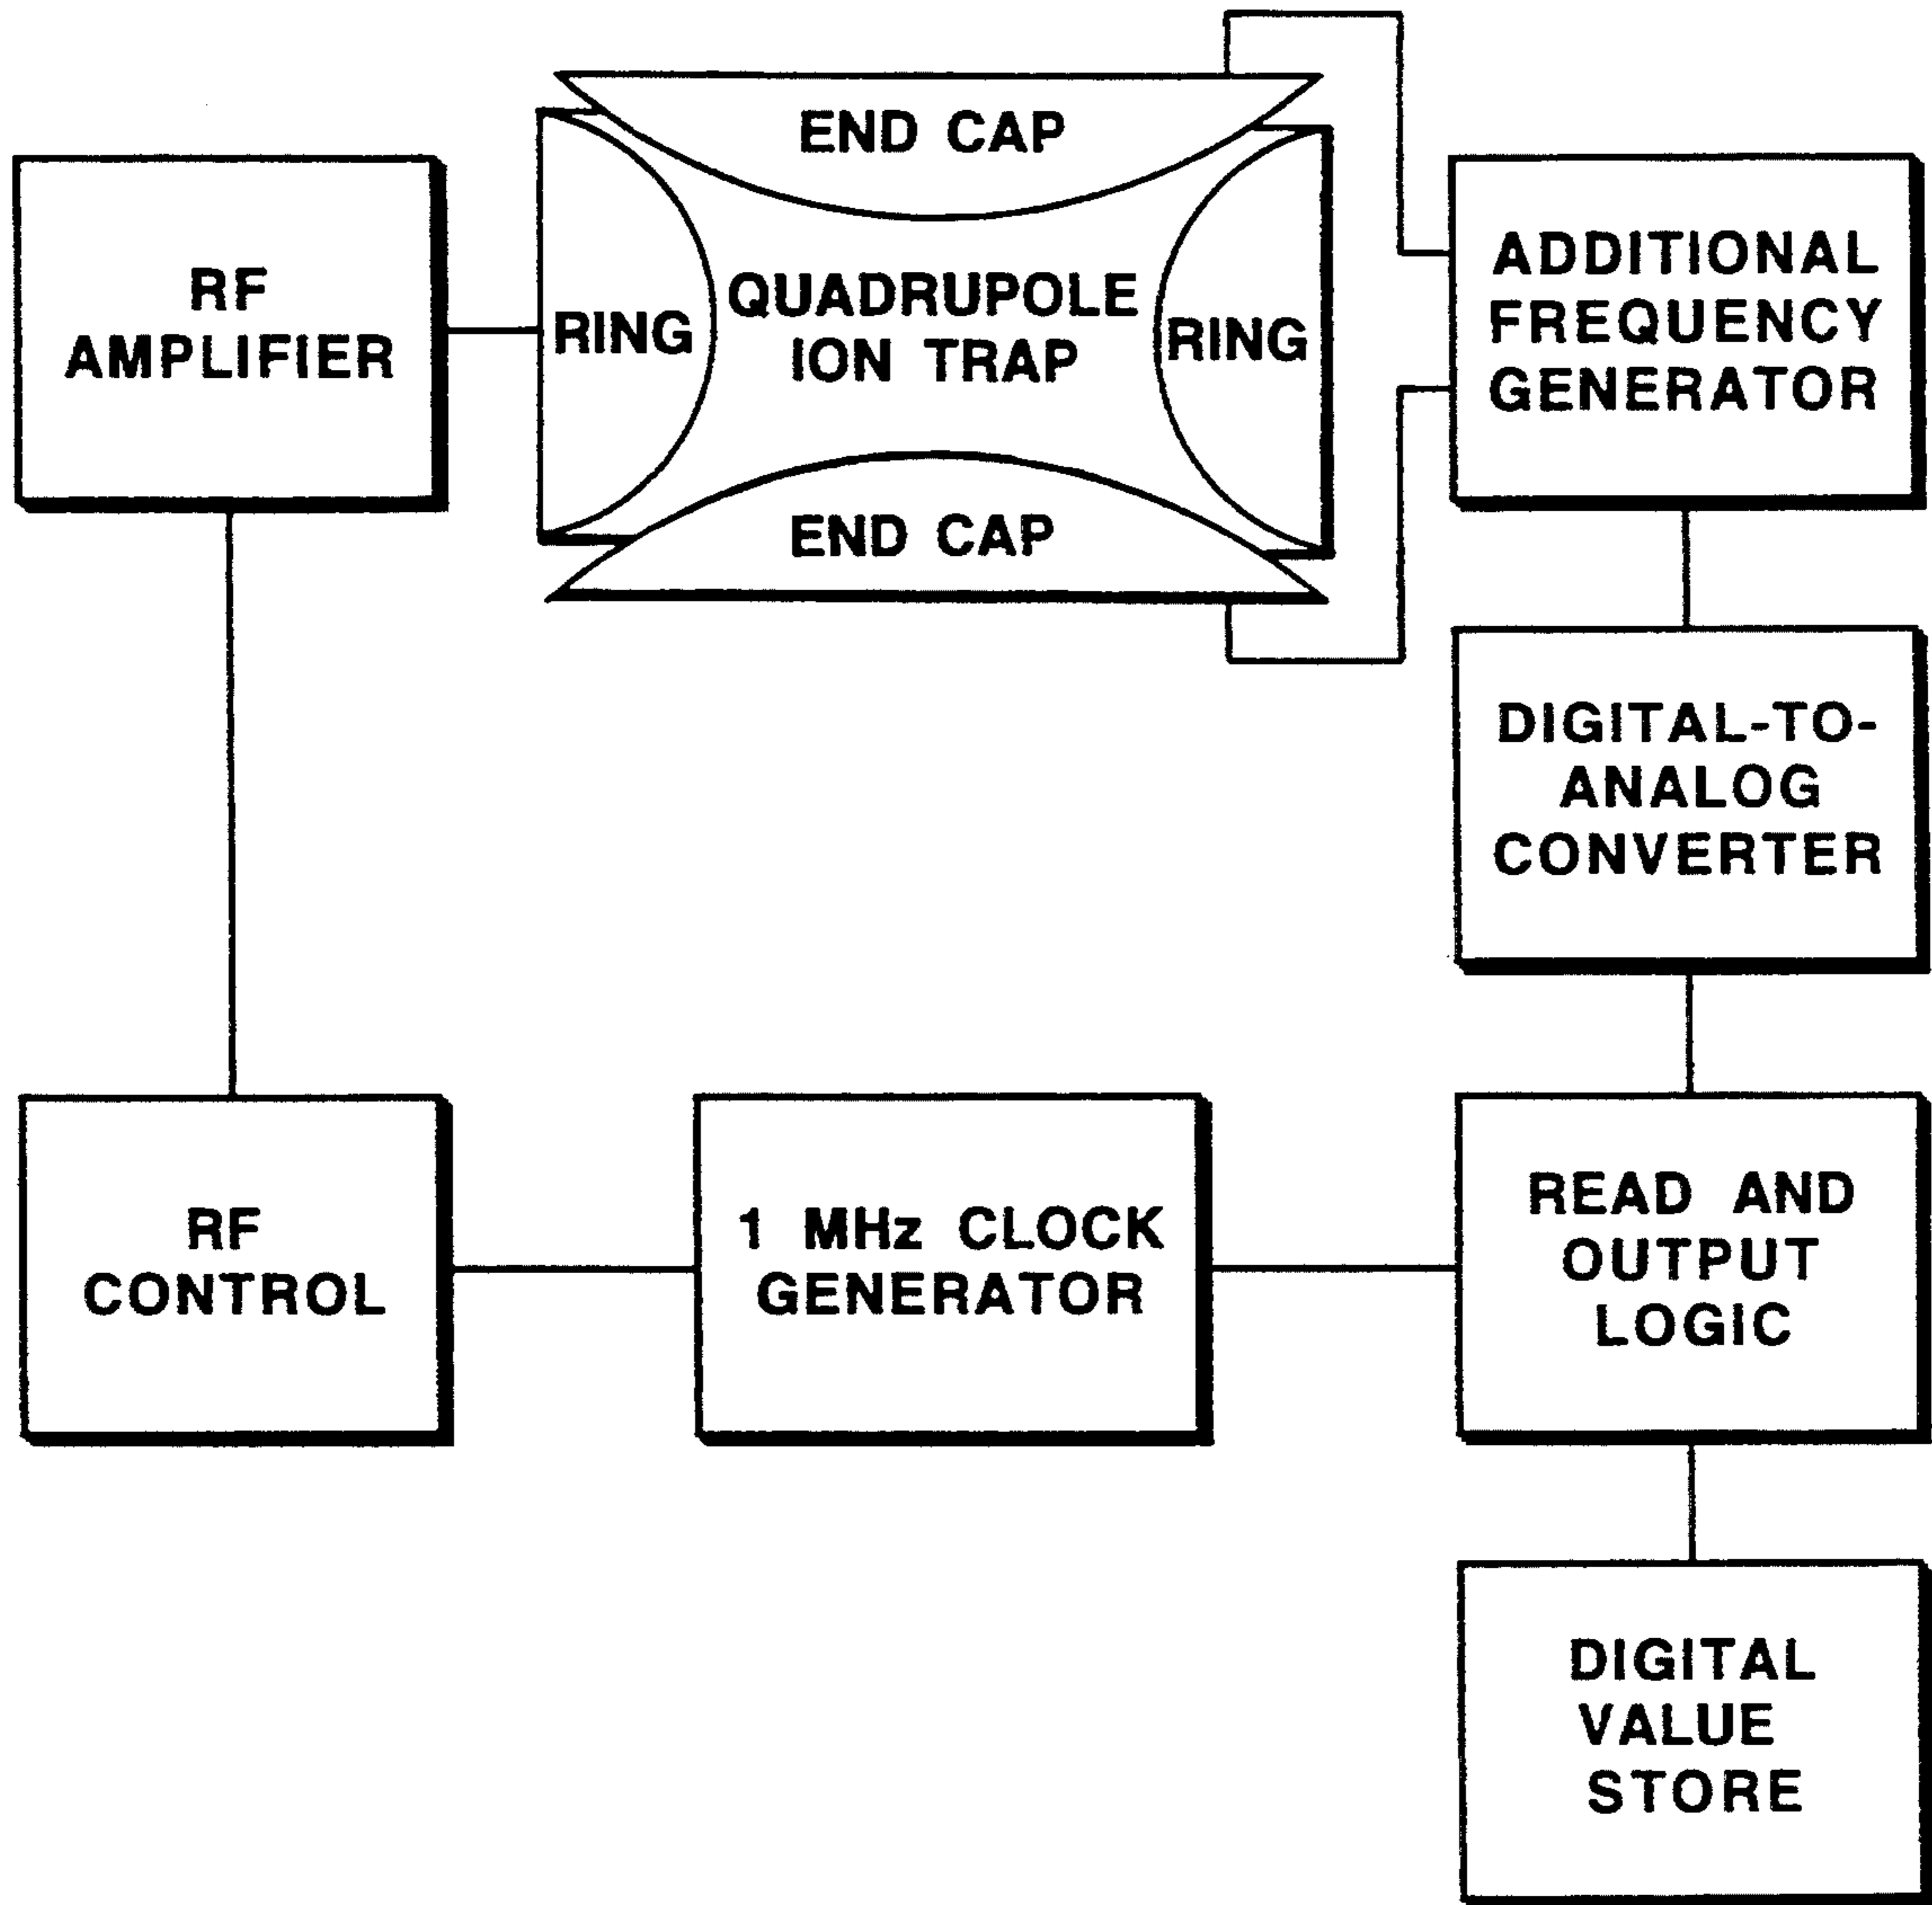 END CAP
RF
AMPLIFIER
RING
QUADRUPOLE
ION TRAP
RING
ADDITIONAL
FREQUENCY
GENERATOR
END CAP
DIGITAL-TO-
ANALOG
CONVERTER
RF
CONTROL
1 MHz CLOCK
GENERATOR
READ AND
OUTPUT
LOGIC
DIGITAL
VALUE
STORE